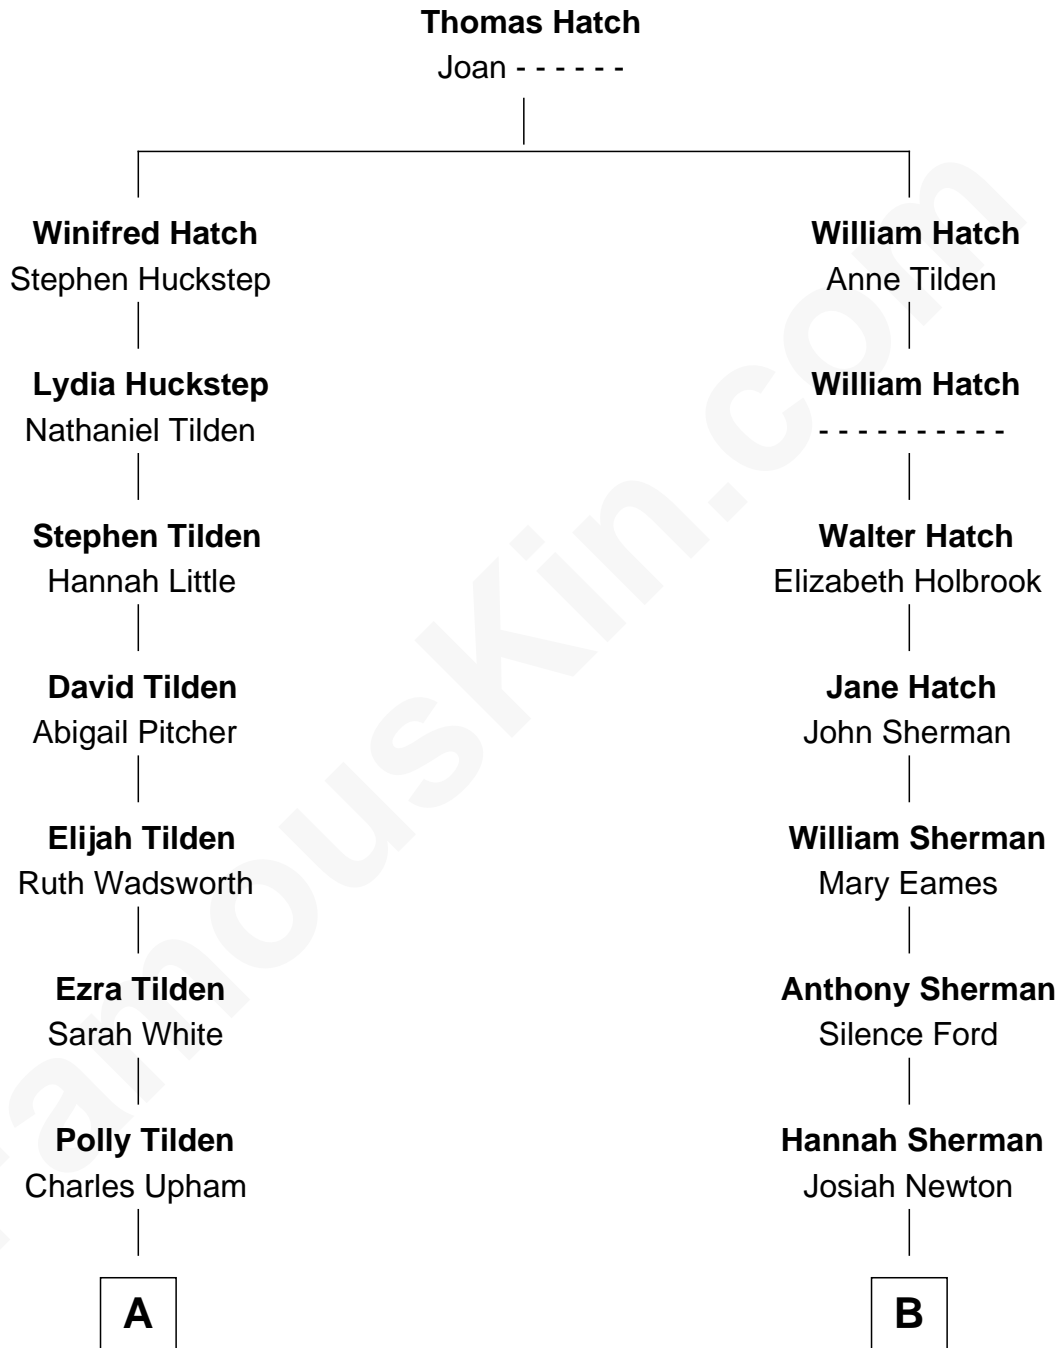 Thomas Hatch
Joan - - - - - -
Winifred Hatch
Stephen Huckstep
William Hatch
Anne Tilden
Lydia Huckstep
Nathaniel Tilden
William Hatch
- - - - - - - - - -
Stephen Tilden
Hannah Little
Walter Hatch
Elizabeth Holbrook
David Tilden
Abigail Pitcher
Jane Hatch
John Sherman
Elijah Tilden
Ruth Wadsworth
William Sherman
Mary Eames
Ezra Tilden
Sarah White
Anthony Sherman
Silence Ford
Polly Tilden
Charles Upham
Hannah Sherman
Josiah Newton
A
B
FamousKin.com